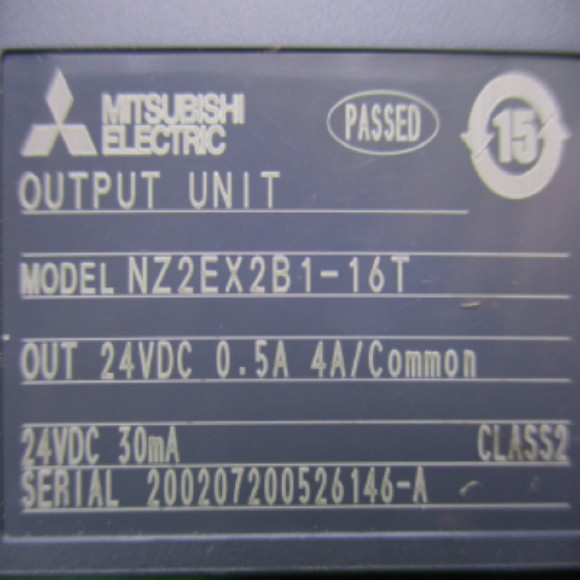 MITSUBISHI
ELECTRIC
PASSED
15
OUTPUT UNIT
MODEL NZ2EX2B1-16T
OUT 24VDC 0.5A 4A/Common
24VDC 30mA CLASS2
SERIAL 200207200526146-A